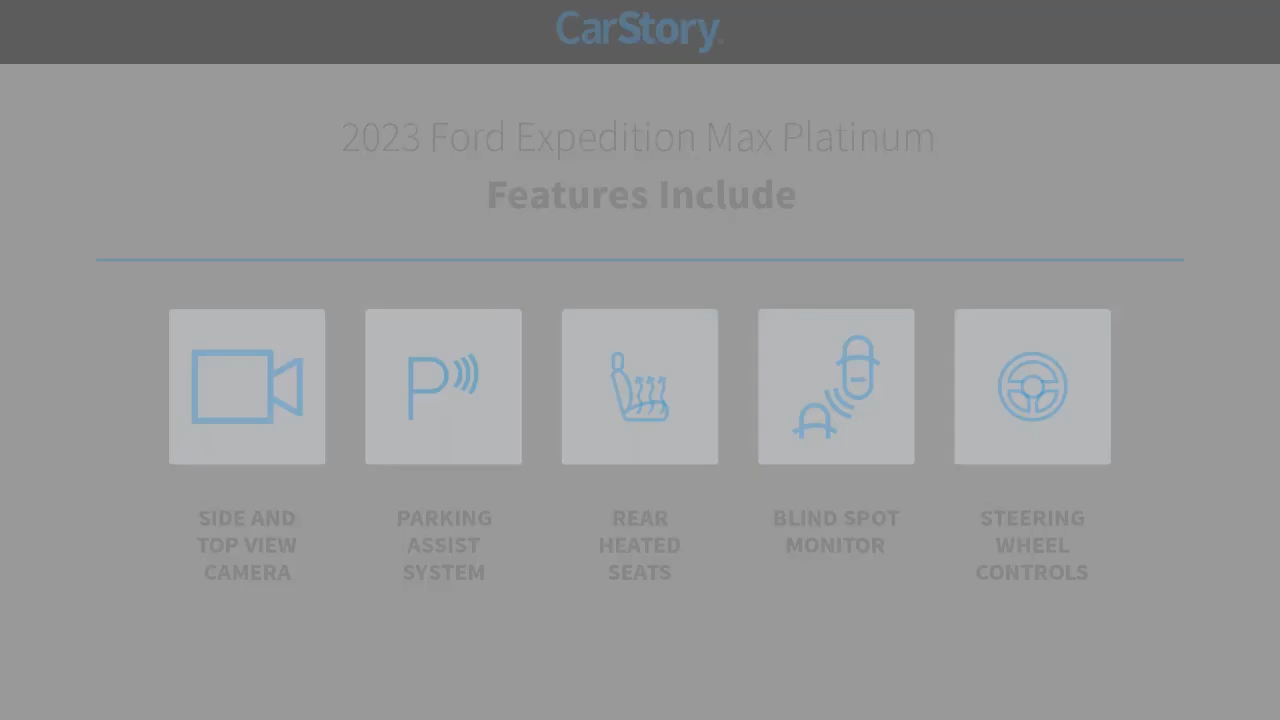 CarStory
2023 Ford Expedition Max Platinum
Features Include
P
SIDE AND
TOP VIEW
CAMERA
PARKING
ASSIST
SYSTEM
REAR
HEATED
SEATS
BLIND SPOT
MONITOR
STEERING
WHEEL
CONTROLS